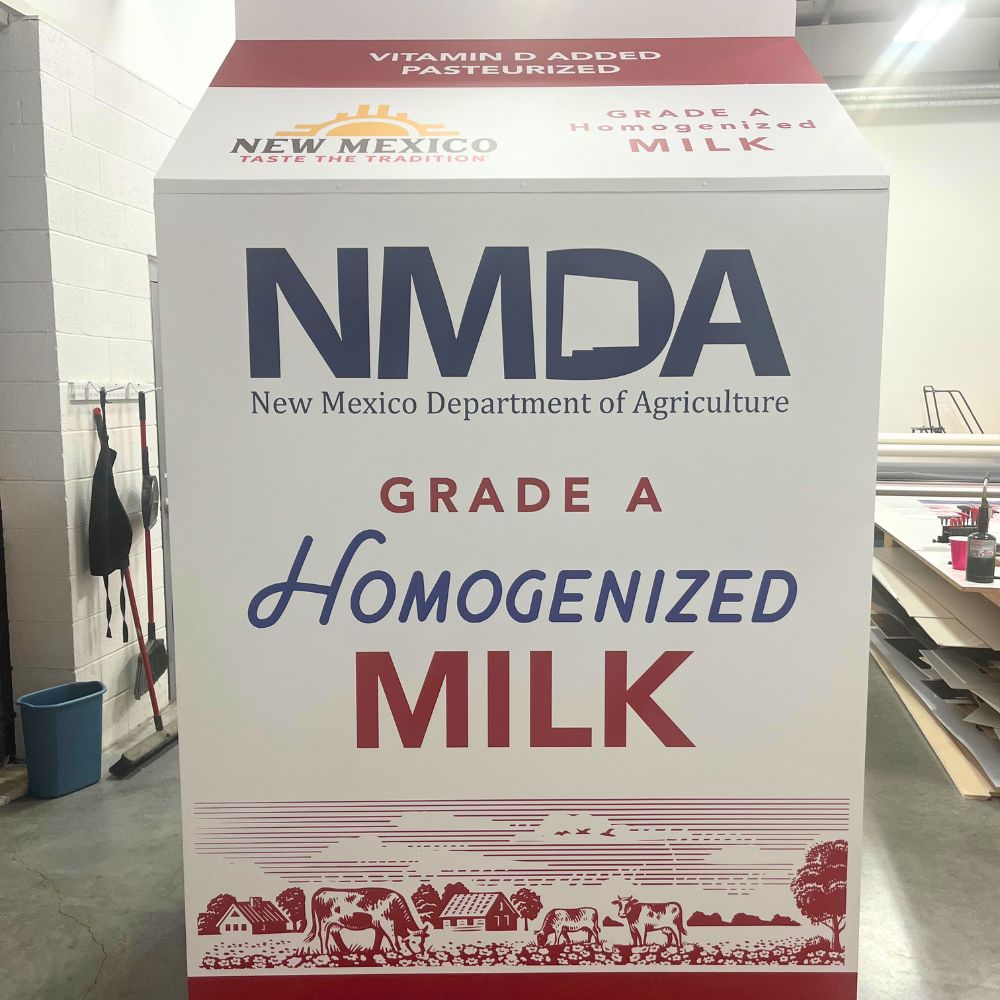 VITAMIN D ADDED
PASTEURIZED
NEW MEXICO
TASTE THE TRADITION
GRADE A
Homogenized
MILK
NMDA
New Mexico Department of Agriculture
GRADE A
HOMOGENIZED
MILK